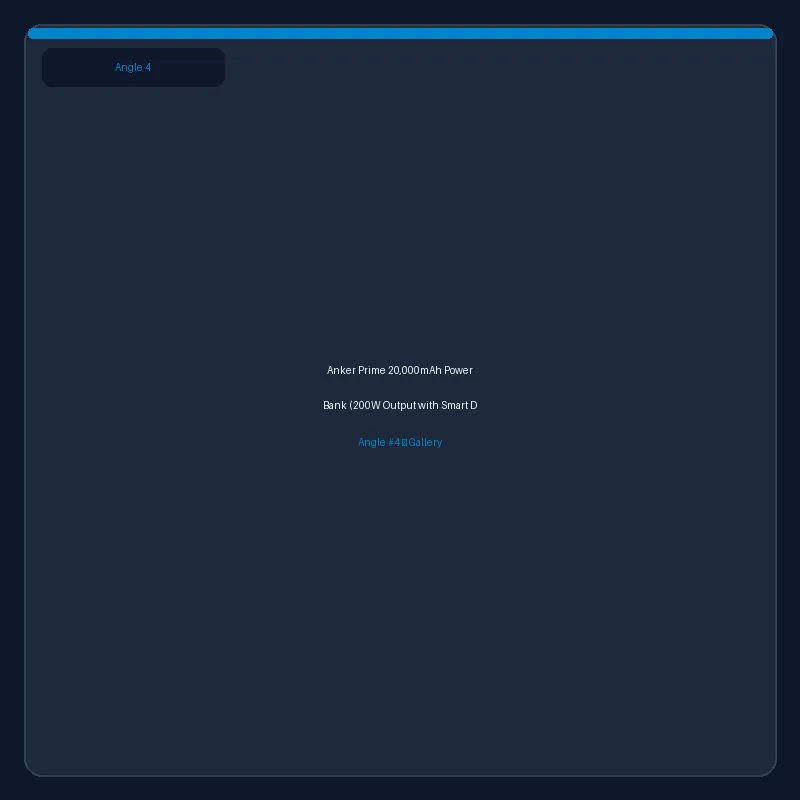 Angle 4
Anker Prime 20,000mAh Power
Bank (200W Output with Smart D
Angle #4▯Gallery